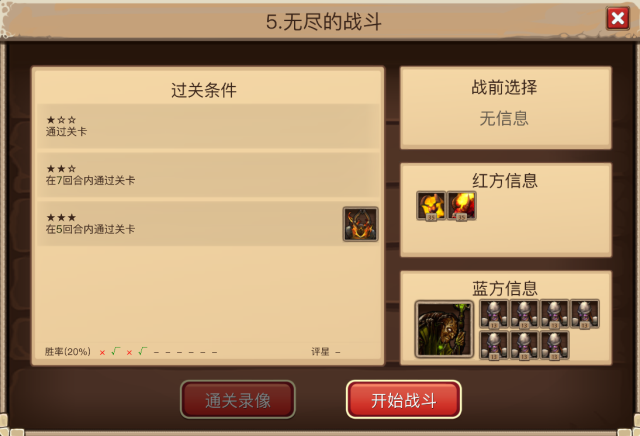 5.无尽的战斗
过关条件
★☆☆
通过关卡
★★☆
在7回合内通过关卡
★★★
在5回合内通过关卡
胜率(20%) × √ × √ － － － － － －
评星 －
战前选择
无信息
红方信息
蓝方信息
通关录像
开始战斗